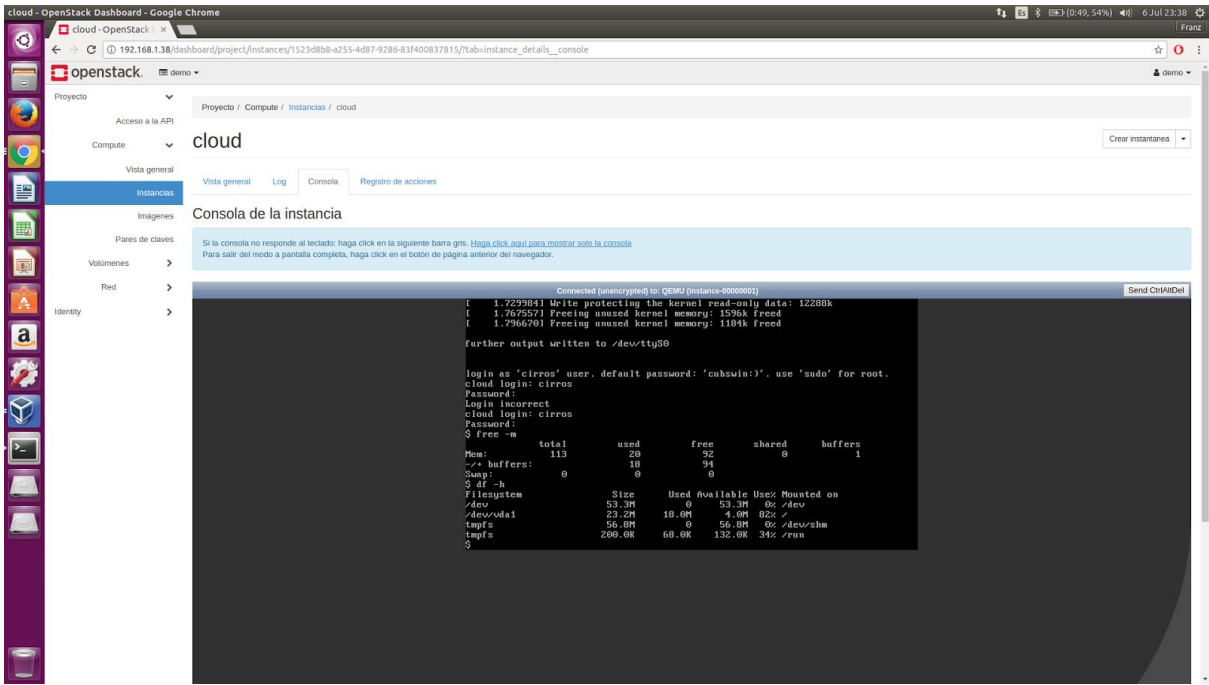 cloud - OpenStack Dashboard - Google Chrome
Es (0:49, 54%) 6 Jul 23:38
cloud - OpenStack
Franz
192.168.1.38/dashboard/project/instances/1523d8b8-a255-4d87-9286-83f400837815/?tab=instance_details__console
openstack. demo
demo
Proyecto
Acceso a la API
Compute
Vista general
Instancias
Imágenes
Pares de claves
Volúmenes
Red
Identity
Proyecto / Compute / Instancias / cloud
cloud
Crear instantánea
Vista general Log Consola Registro de acciones
Consola de la instancia
Si la consola no responde al teclado: haga click en la siguiente barra gris. Haga click aquí para mostrar solo la consola
Para salir del modo a pantalla completa, haga click en el botón de página anterior del navegador.
Connected (unencrypted) to: QEMU (instance-00000001)
Send CtrlAltDel
[ 1.729984] Write protecting the kernel read-only data: 12288k
[ 1.767557] Freeing unused kernel memory: 1596k freed
[ 1.796670] Freeing unused kernel memory: 1184k freed
further output written to /dev/ttyS0
login as 'cirros' user. default password: 'cubswin:)'. use 'sudo' for root.
cloud login: cirros
Password:
Login incorrect
cloud login: cirros
Password:
$ free -m
total used free shared buffers
Mem: 113 20 92 0 1
-/+ buffers: 18 94
Swap: 0 0 0
$ df -h
Filesystem Size Used Available Use% Mounted on
/dev 53.3M 0 53.3M 0% /dev
/dev/vda1 23.2M 18.0M 4.0M 82% /
tmpfs 56.8M 0 56.8M 0% /dev/shm
tmpfs 200.0K 68.0K 132.0K 34% /run
$